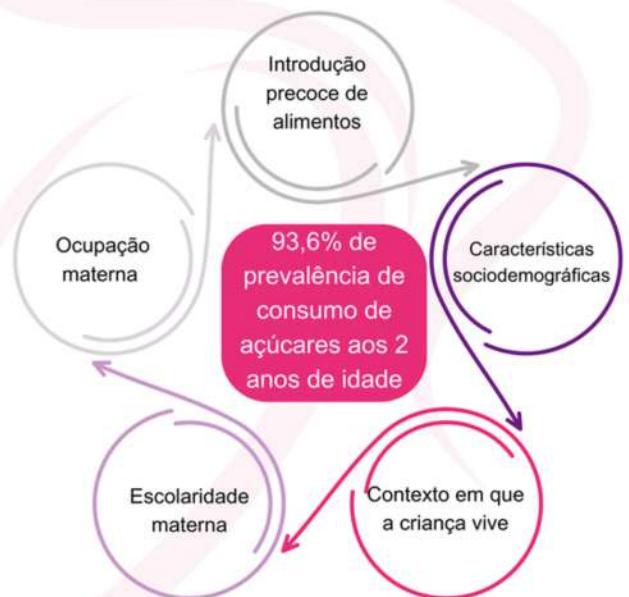 Introdução
precoce de
alimentos
Características
sociodemográficas
Contexto em que
a criança vive
Escolaridade
materna
Ocupação
materna
93,6% de
prevalência de
consumo de
açúcares aos 2
anos de idade